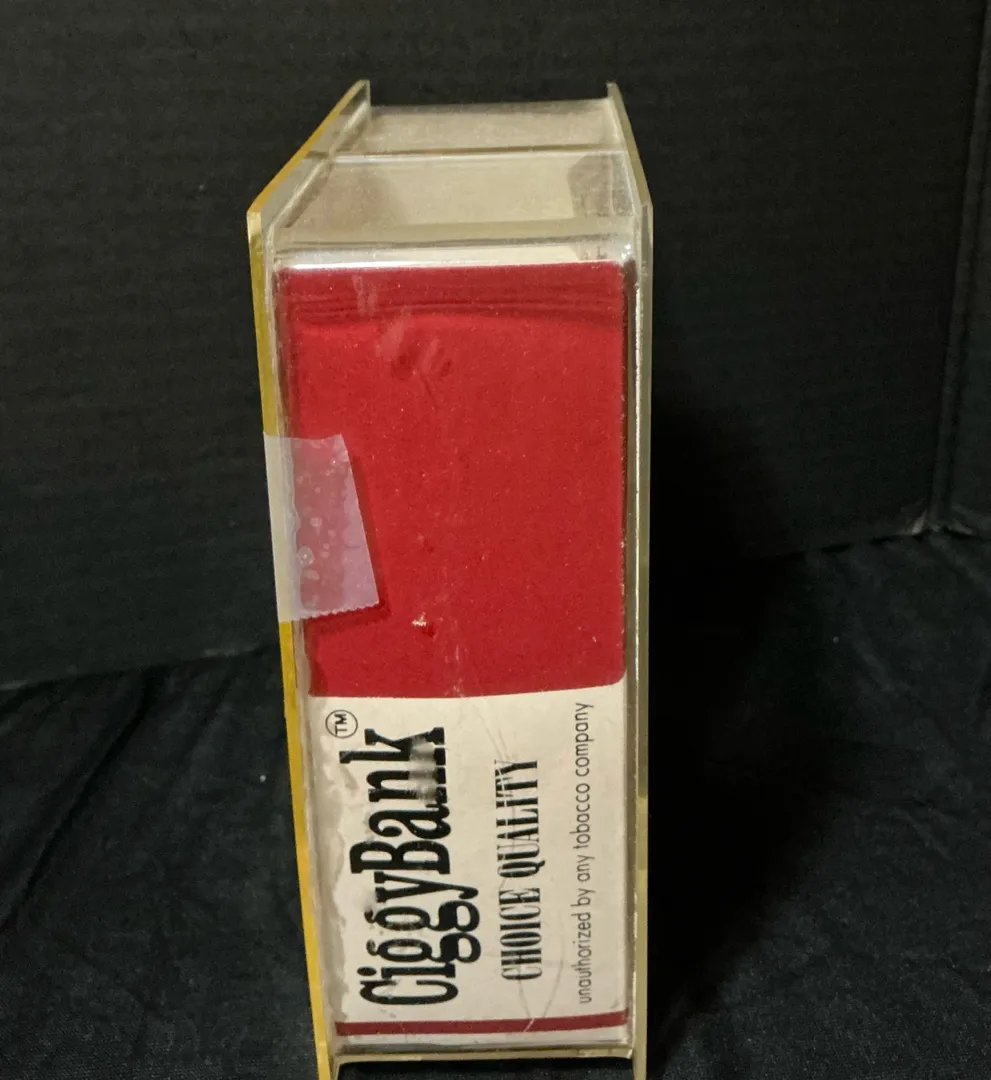 CiggyBank™
CHOICE QUALITY
unauthorized by any tobacco company